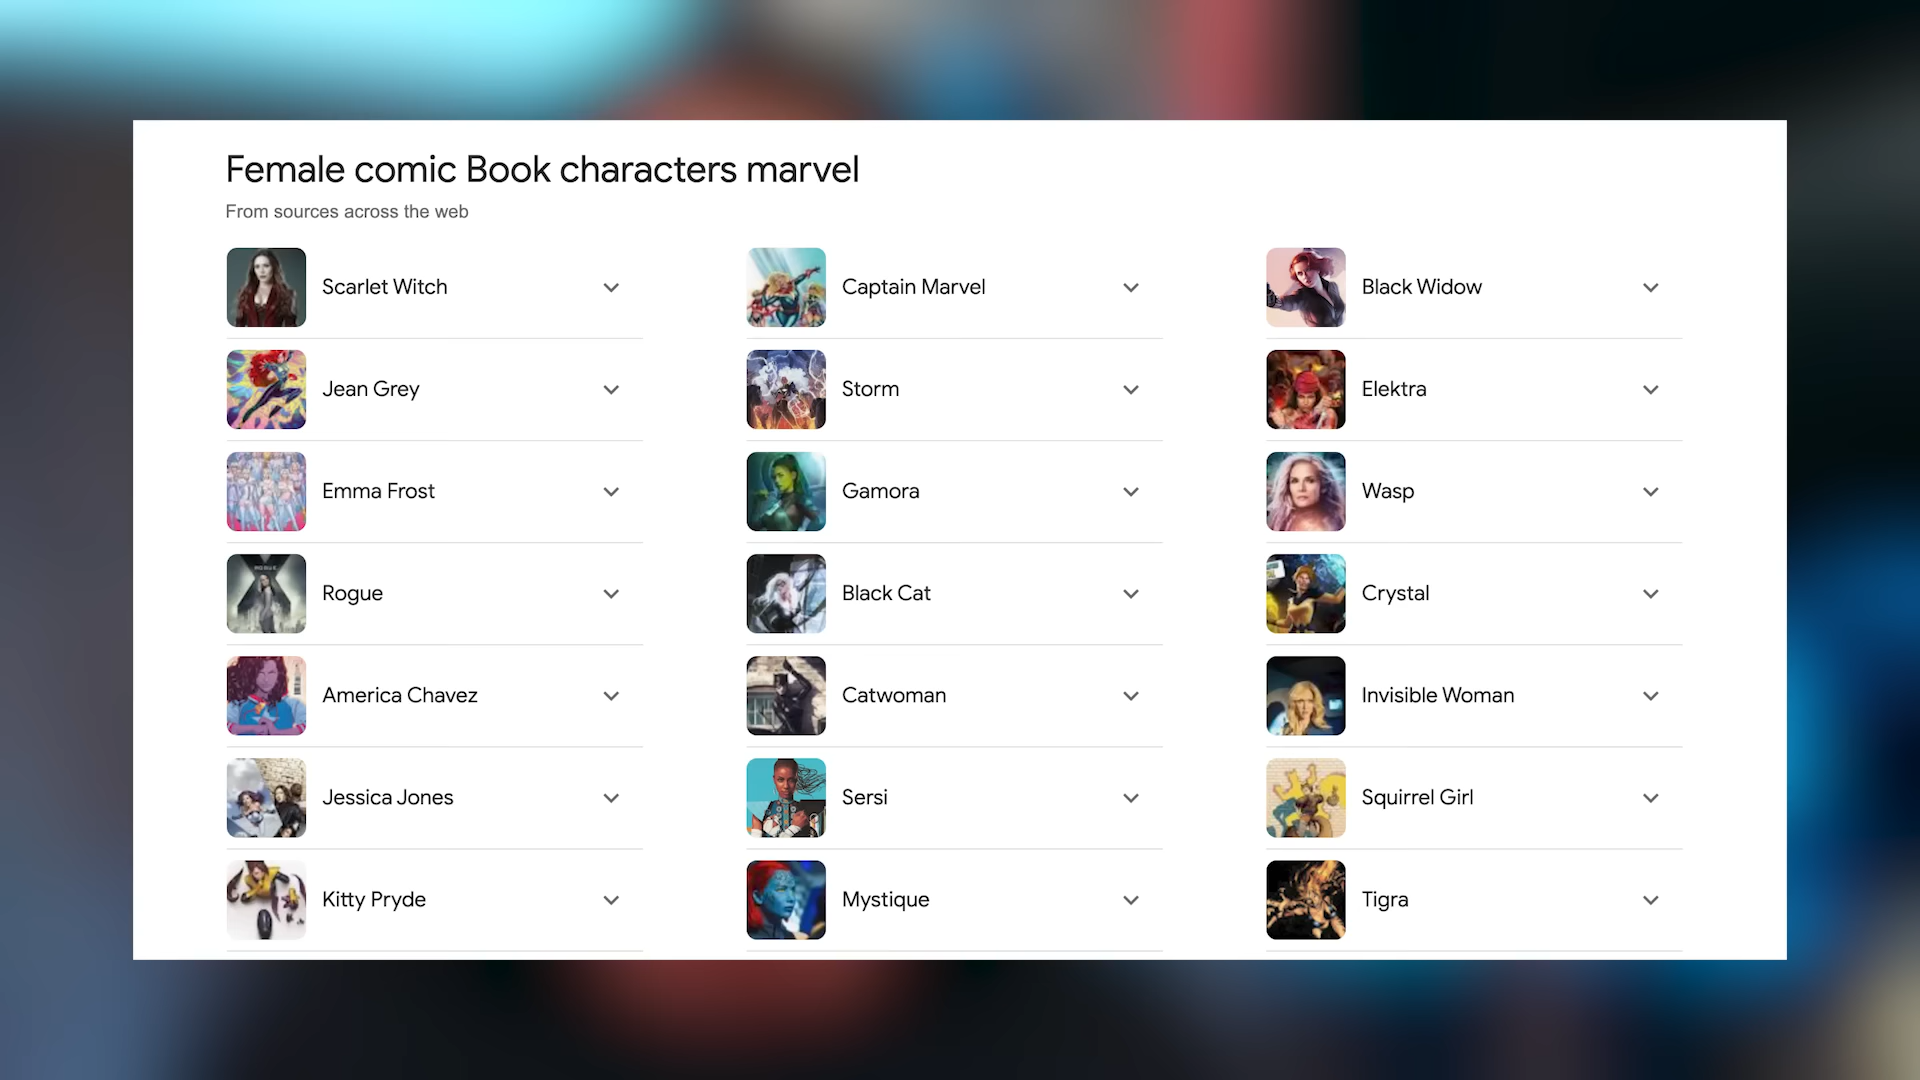 Female comic Book characters marvel
From sources across the web
Scarlet Witch
Captain Marvel
Black Widow
Jean Grey
Storm
Elektra
Emma Frost
Gamora
Wasp
Rogue
Black Cat
Crystal
America Chavez
Catwoman
Invisible Woman
Jessica Jones
Sersi
Squirrel Girl
Kitty Pryde
Mystique
Tigra